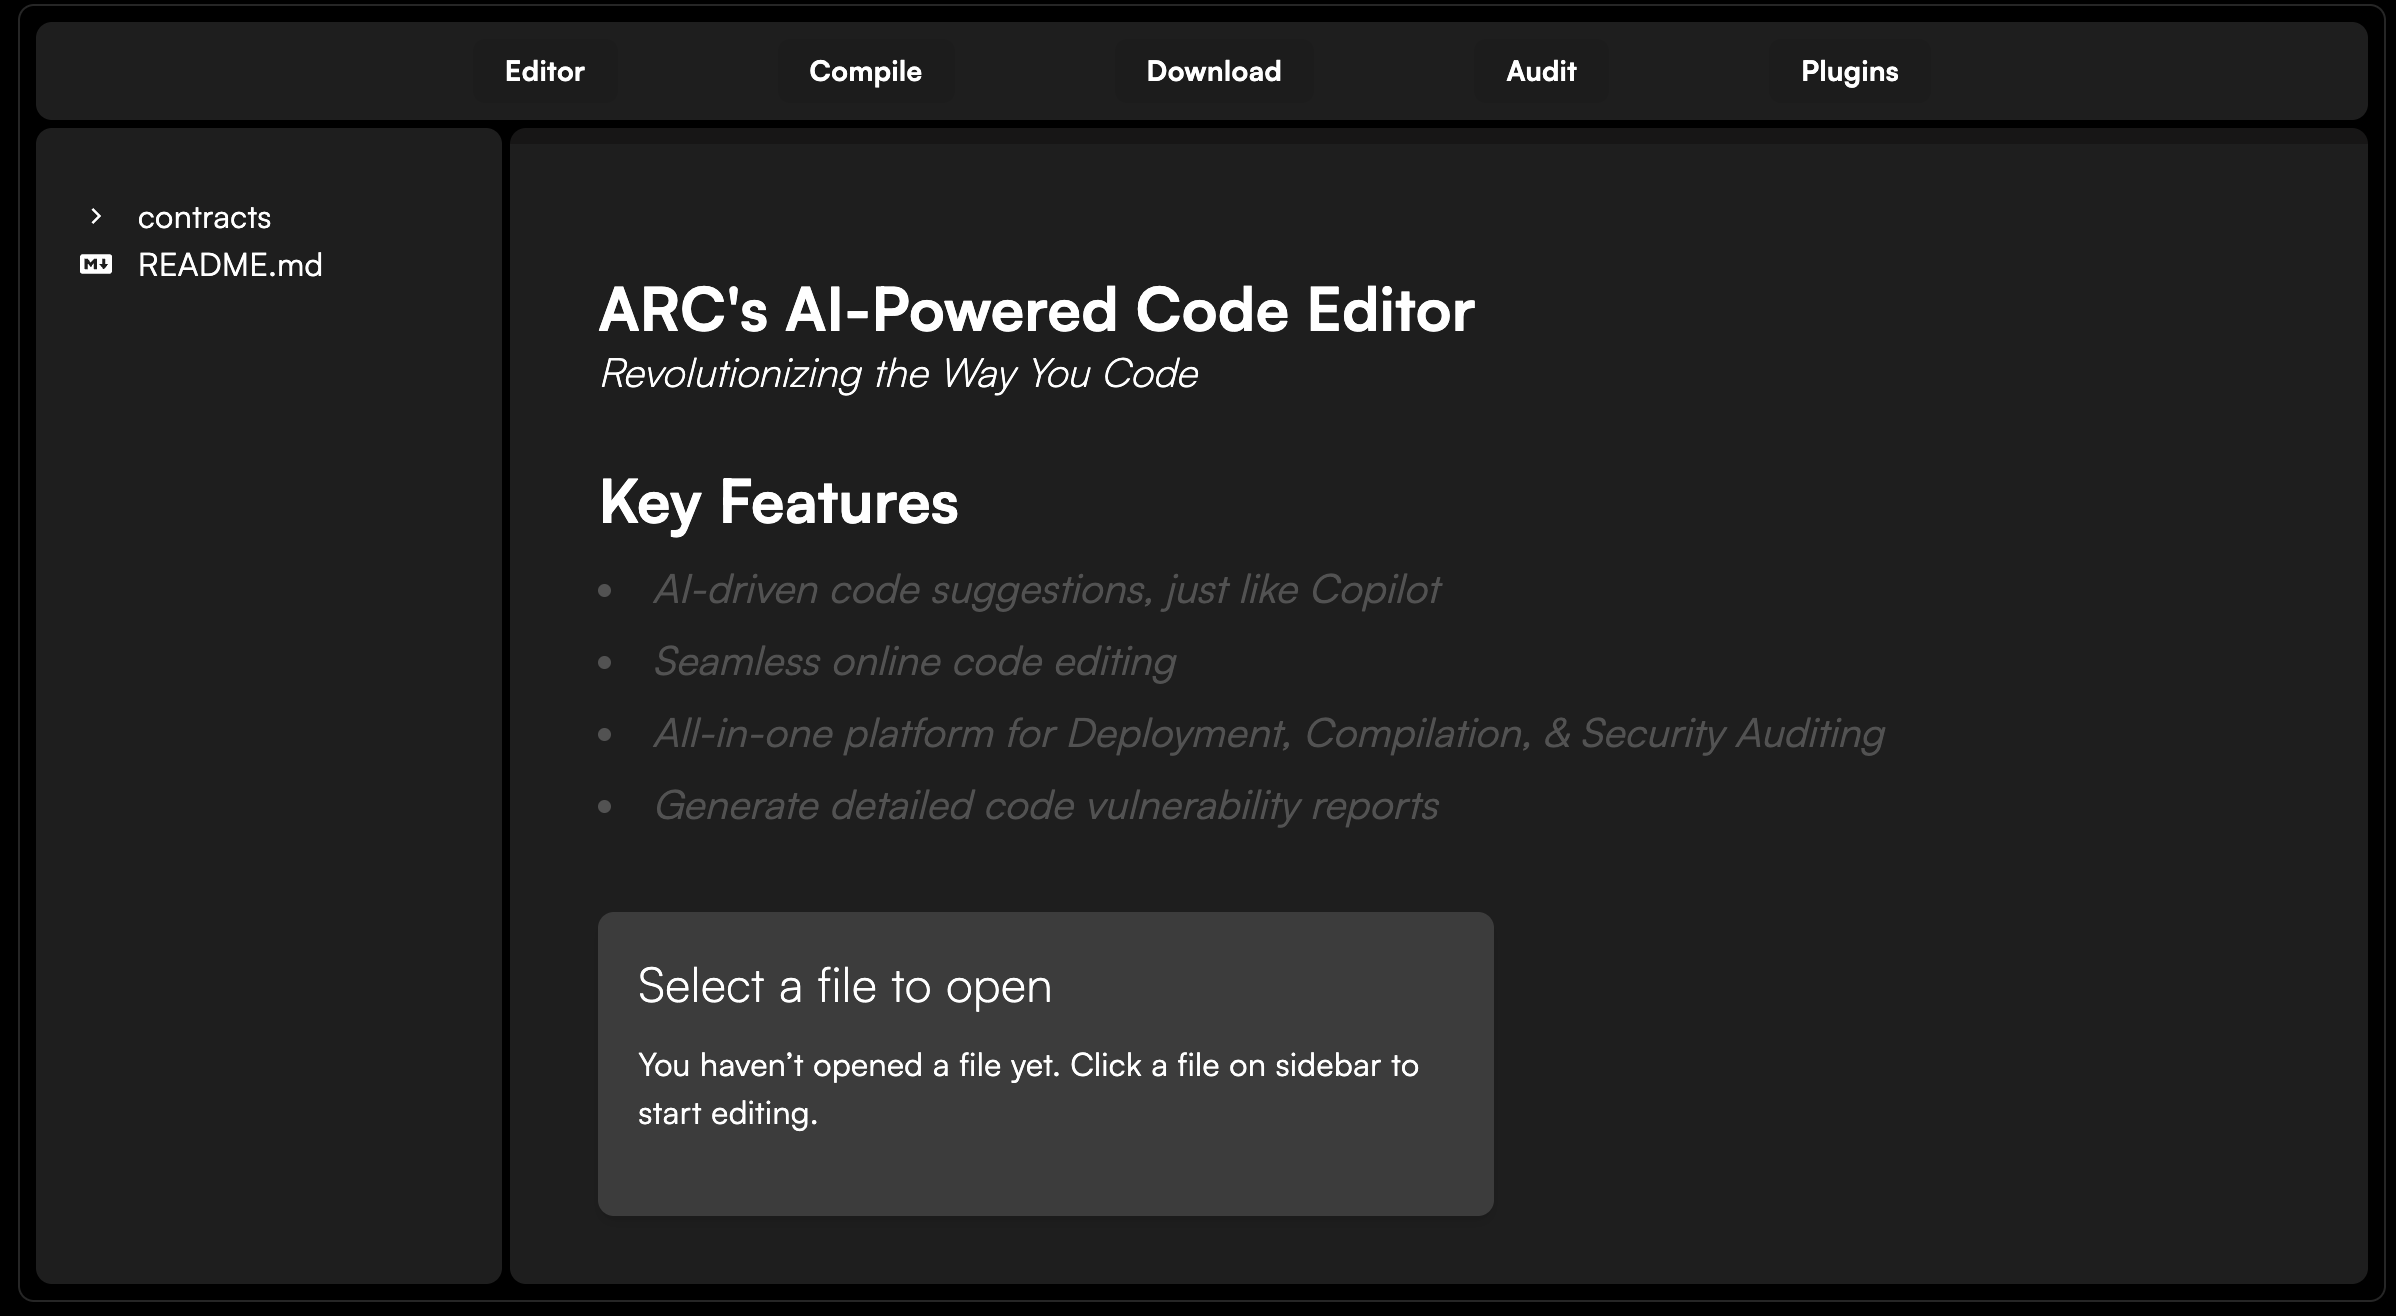 Editor
Compile
Download
Audit
Plugins
contracts
README.md
ARC's AI-Powered Code Editor
Revolutionizing the Way You Code
Key Features
AI-driven code suggestions, just like Copilot
Seamless online code editing
All-in-one platform for Deployment, Compilation, & Security Auditing
Generate detailed code vulnerability reports
Select a file to open
You haven’t opened a file yet. Click a file on sidebar to
start editing.